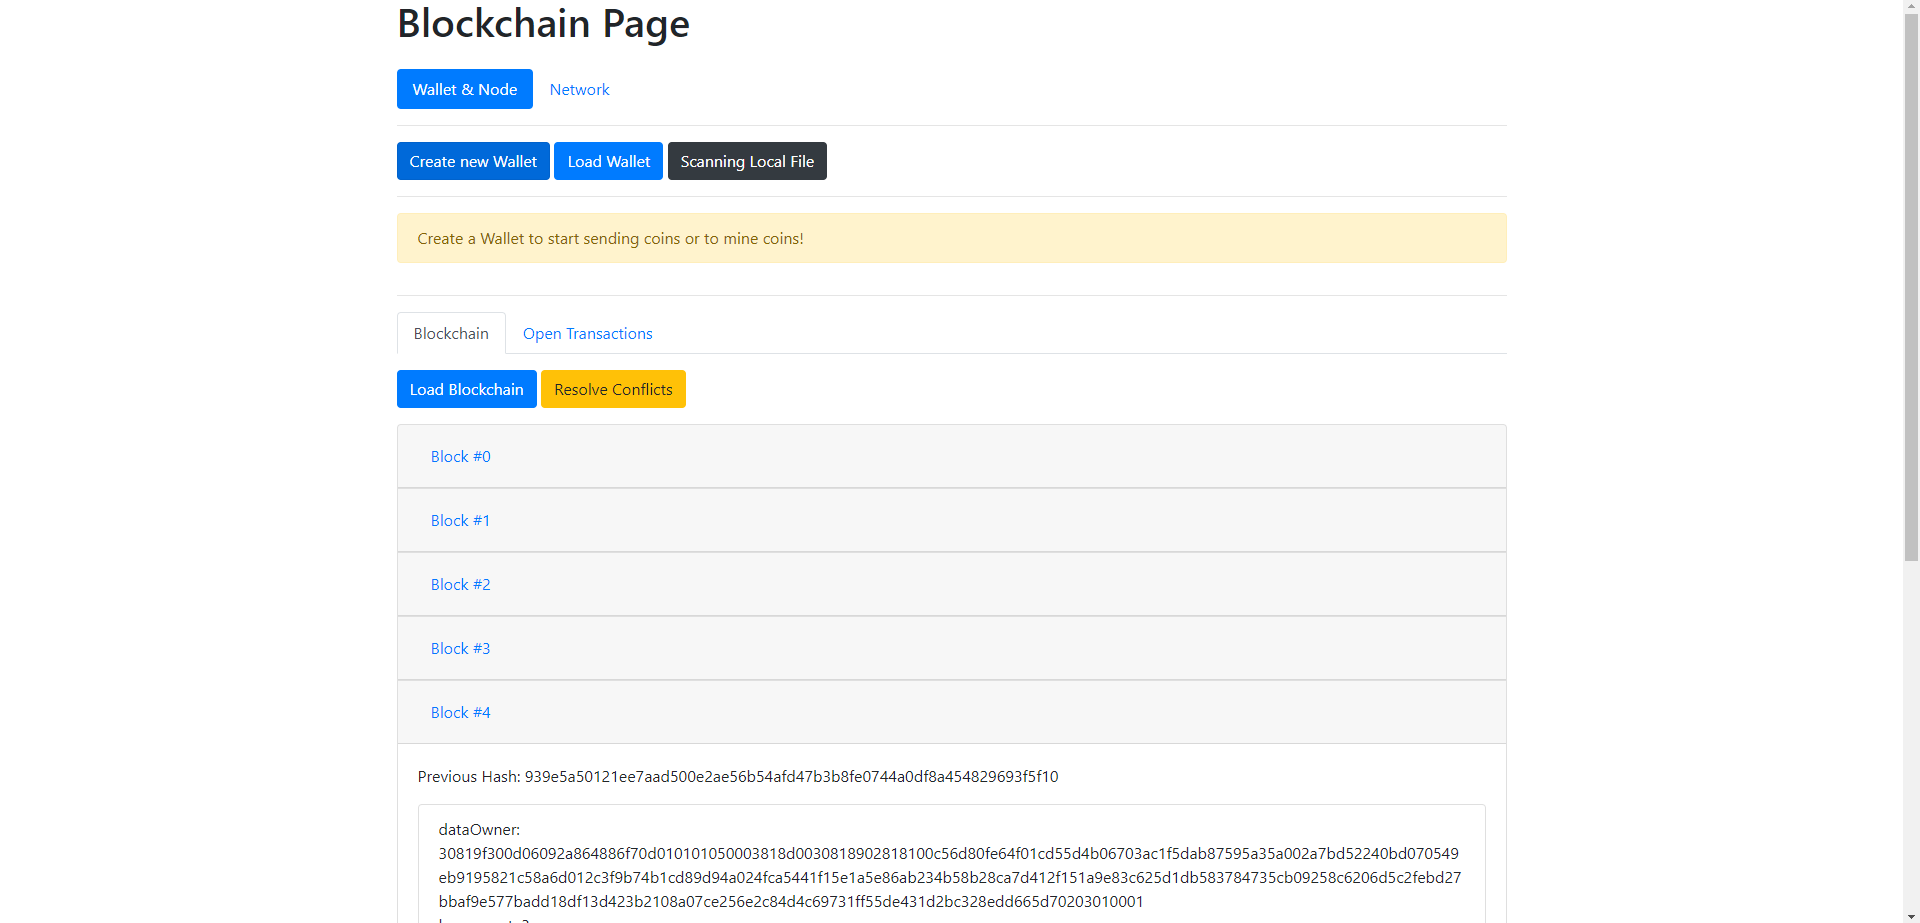 Blockchain Page
Wallet & Node Network
Create new Wallet Load Wallet Scanning Local File
Create a Wallet to start sending coins or to mine coins!
Blockchain Open Transactions
Load Blockchain Resolve Conflicts
Block #0
Block #1
Block #2
Block #3
Block #4
Previous Hash: 939e5a50121ee7aad500e2ae56b54afd47b3b8fe0744a0df8a454829693f5f10
dataOwner:
30819f300d06092a864886f70d010101050003818d0030818902818100c56d80fe64f01cd55d4b06703ac1f5dab87595a35a002a7bd52240bd070549
eb9195821c58a6d012c3f9b74b1cd89d94a024fca5441f15e1a5e86ab234b58b28ca7d412f151a9e83c625d1db583784735cb09258c6206d5c2febd27
bbaf9e577badd18df13d423b2108a07ce256e2c84d4c69731ff55de431d2bc328edd665d70203010001